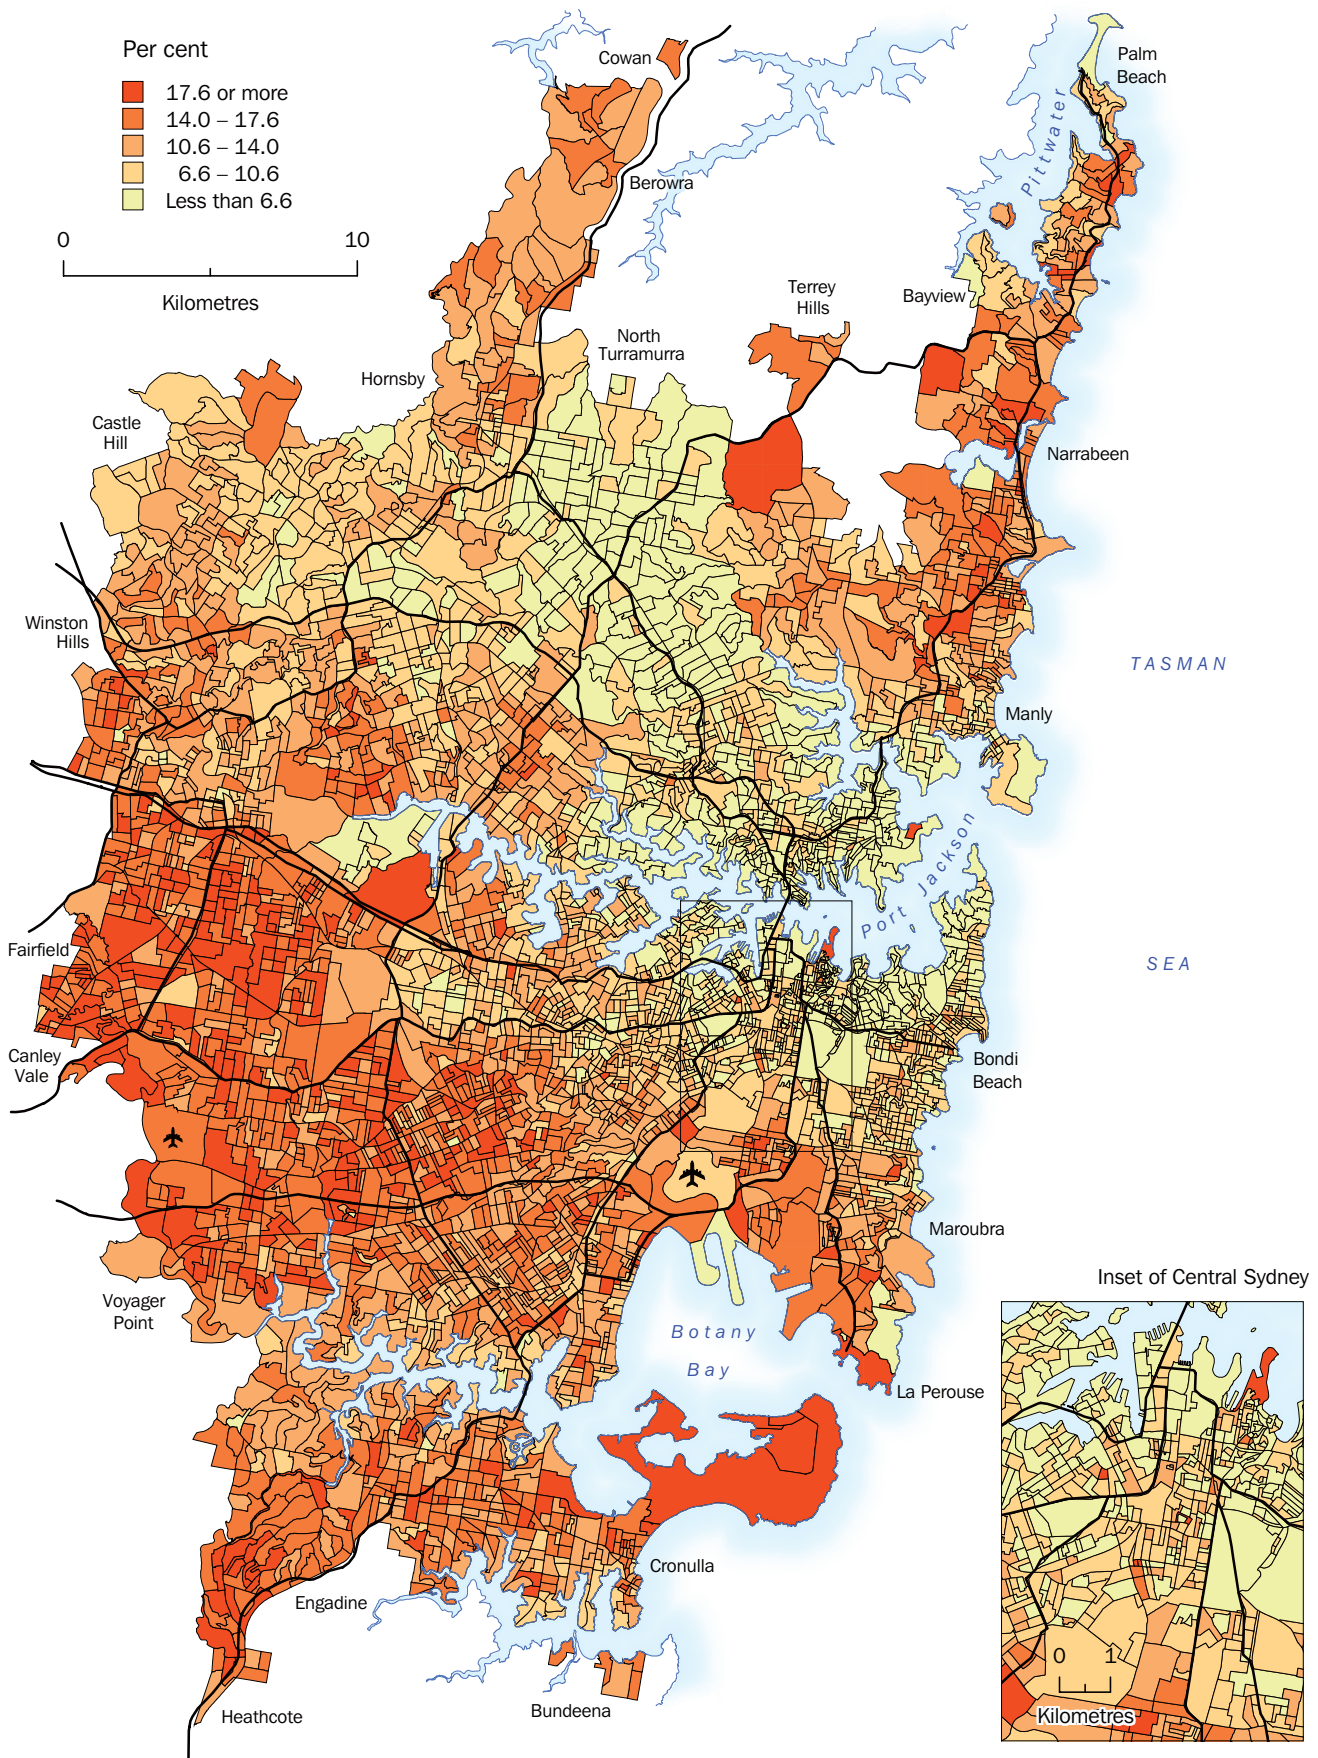 Per cent
17.6 or more
14.0 – 17.6
10.6 – 14.0
6.6 – 10.6
Less than 6.6
0 10
Kilometres
Cowan
Palm
Beach
Pittwater
Berowra
Terrey
Hills
Bayview
North
Turramurra
Hornsby
Castle
Hill
Narrabeen
Winston
Hills
TASMAN
Manly
Port Jackson
Fairfield
SEA
Canley
Vale
Bondi
Beach
Maroubra
Voyager
Point
Botany
Bay
La Perouse
Cronulla
Engadine
Bundeena
Heathcote
Inset of Central Sydney
0 1
Kilometres